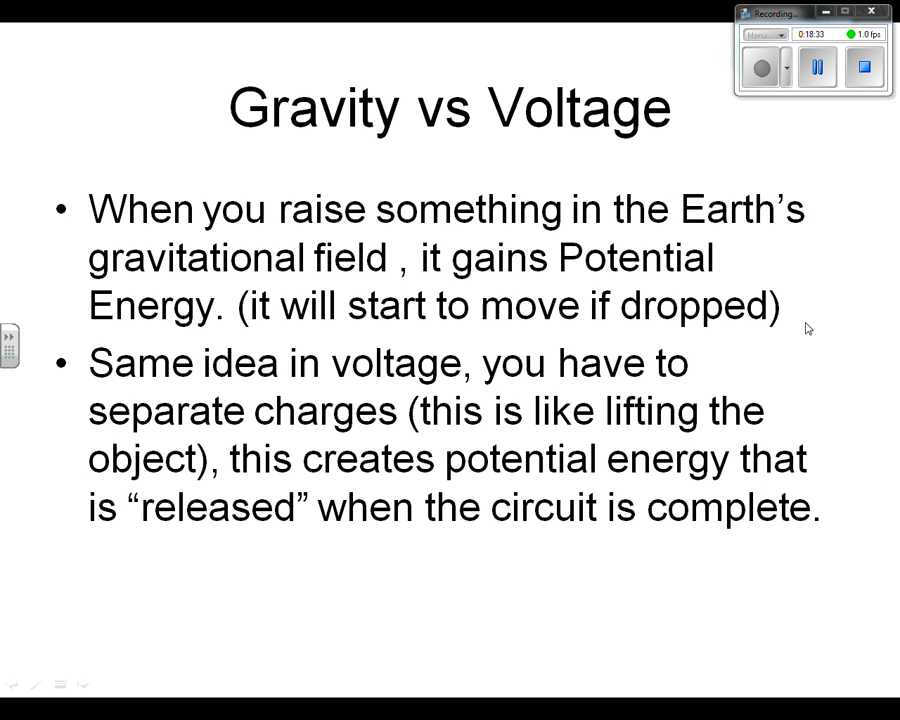 Recording...
Menu
0:18:33
1.0 fps
Gravity vs Voltage
• When you raise something in the Earth's
gravitational field , it gains Potential
Energy. (it will start to move if dropped)
• Same idea in voltage, you have to
separate charges (this is like lifting the
object), this creates potential energy that
is “released” when the circuit is complete.